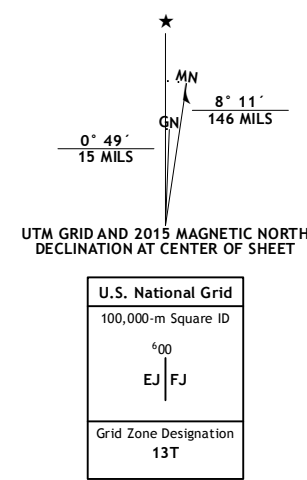 ★
MN
8° 11´
146 MILS
GN
0° 49´
15 MILS
UTM GRID AND 2015 MAGNETIC NORTH
DECLINATION AT CENTER OF SHEET
U.S. National Grid
100,000-m Square ID
⁶00
EJ FJ
Grid Zone Designation
13T